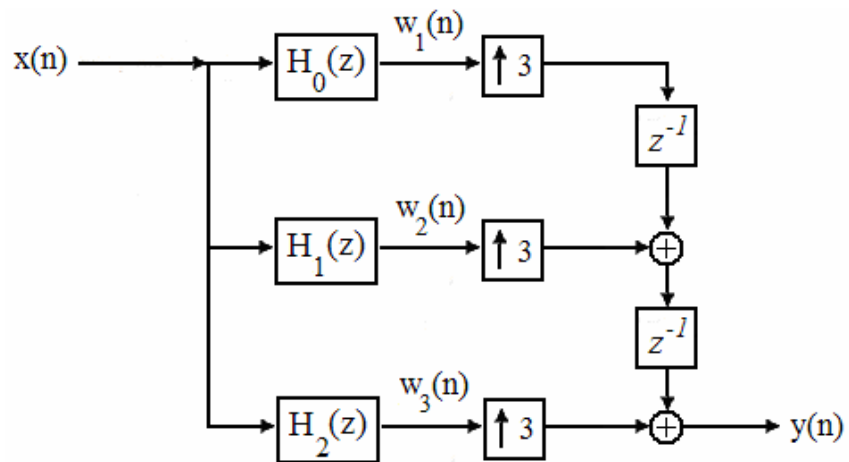 w₁(n)
x(n) H₀(z) ↑ 3
z⁻¹
w₂(n)
H₁(z) ↑ 3 +
z⁻¹
w₃(n)
H₂(z) ↑ 3 + y(n)